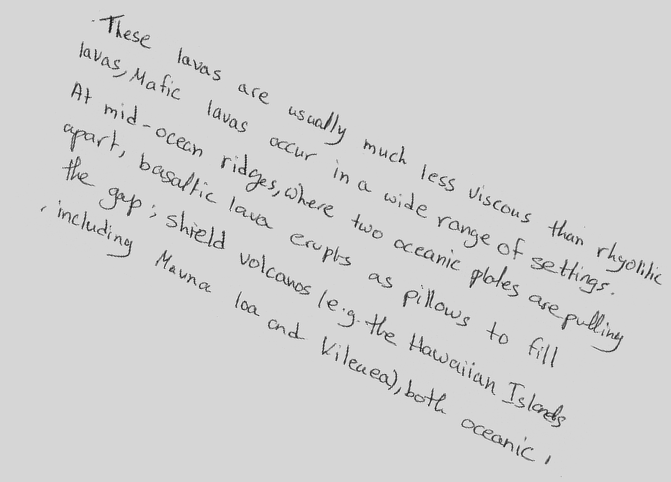 These lavas are usually much less viscous than rhyolitic
lavas, Mafic lavas occur in a wide range of settings.
At mid-ocean ridges, where two oceanic plates are pulling
apart, basaltic lava erupts as pillows to fill
the gap; shield volcanos (e.g. the Hawaiian Islands
, including Mauna loa and Kileuea), both oceanic,